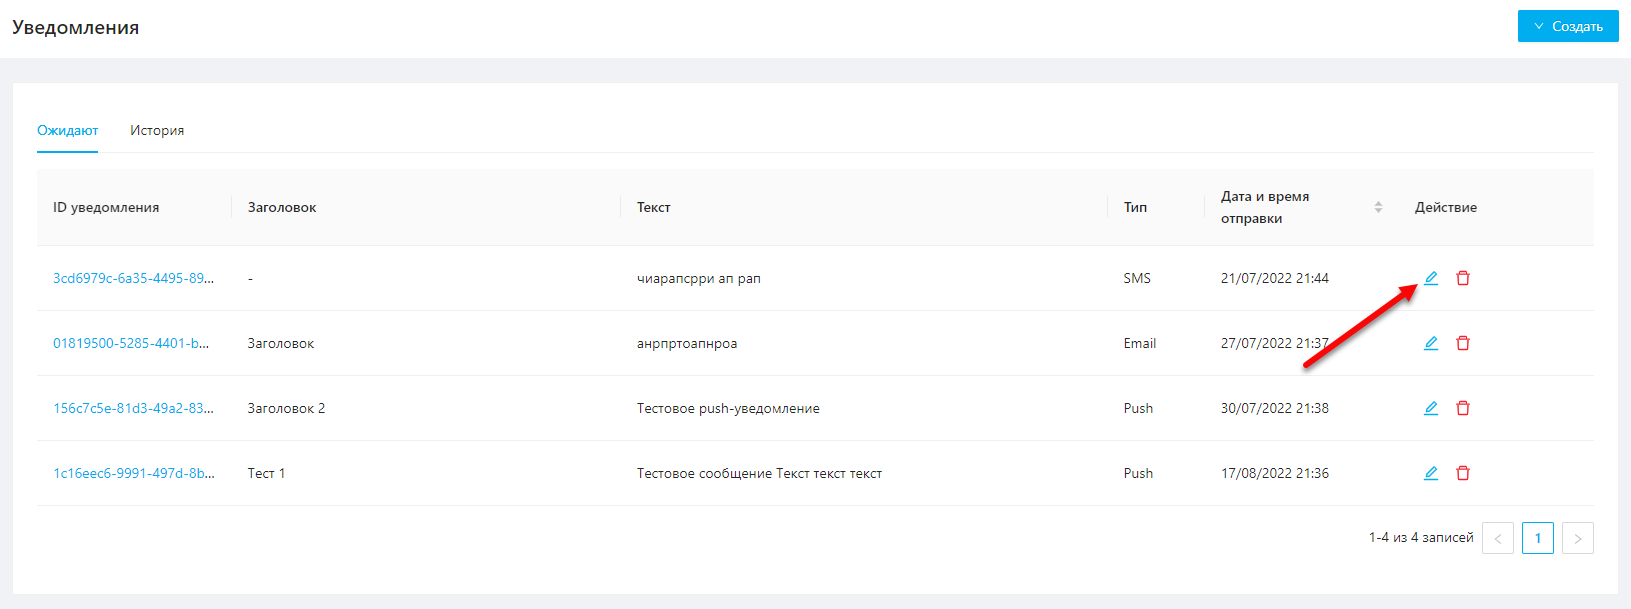 Уведомления
Создать
Ожидают
История
ID уведомления
Заголовок
Текст
Тип
Дата и время
отправки
Действие
3cd6979c-6a35-4495-89...
-
чиарапсрри ап рап
SMS
21/07/2022 21:44
01819500-5285-4401-b...
Заголовок
анрпртоапнроа
Email
27/07/2022 21:37
156c7c5e-81d3-49a2-83...
Заголовок 2
Тестовое push-уведомление
Push
30/07/2022 21:38
1c16eec6-9991-497d-8b...
Тест 1
Тестовое сообщение Текст текст текст
Push
17/08/2022 21:36
1-4 из 4 записей
1